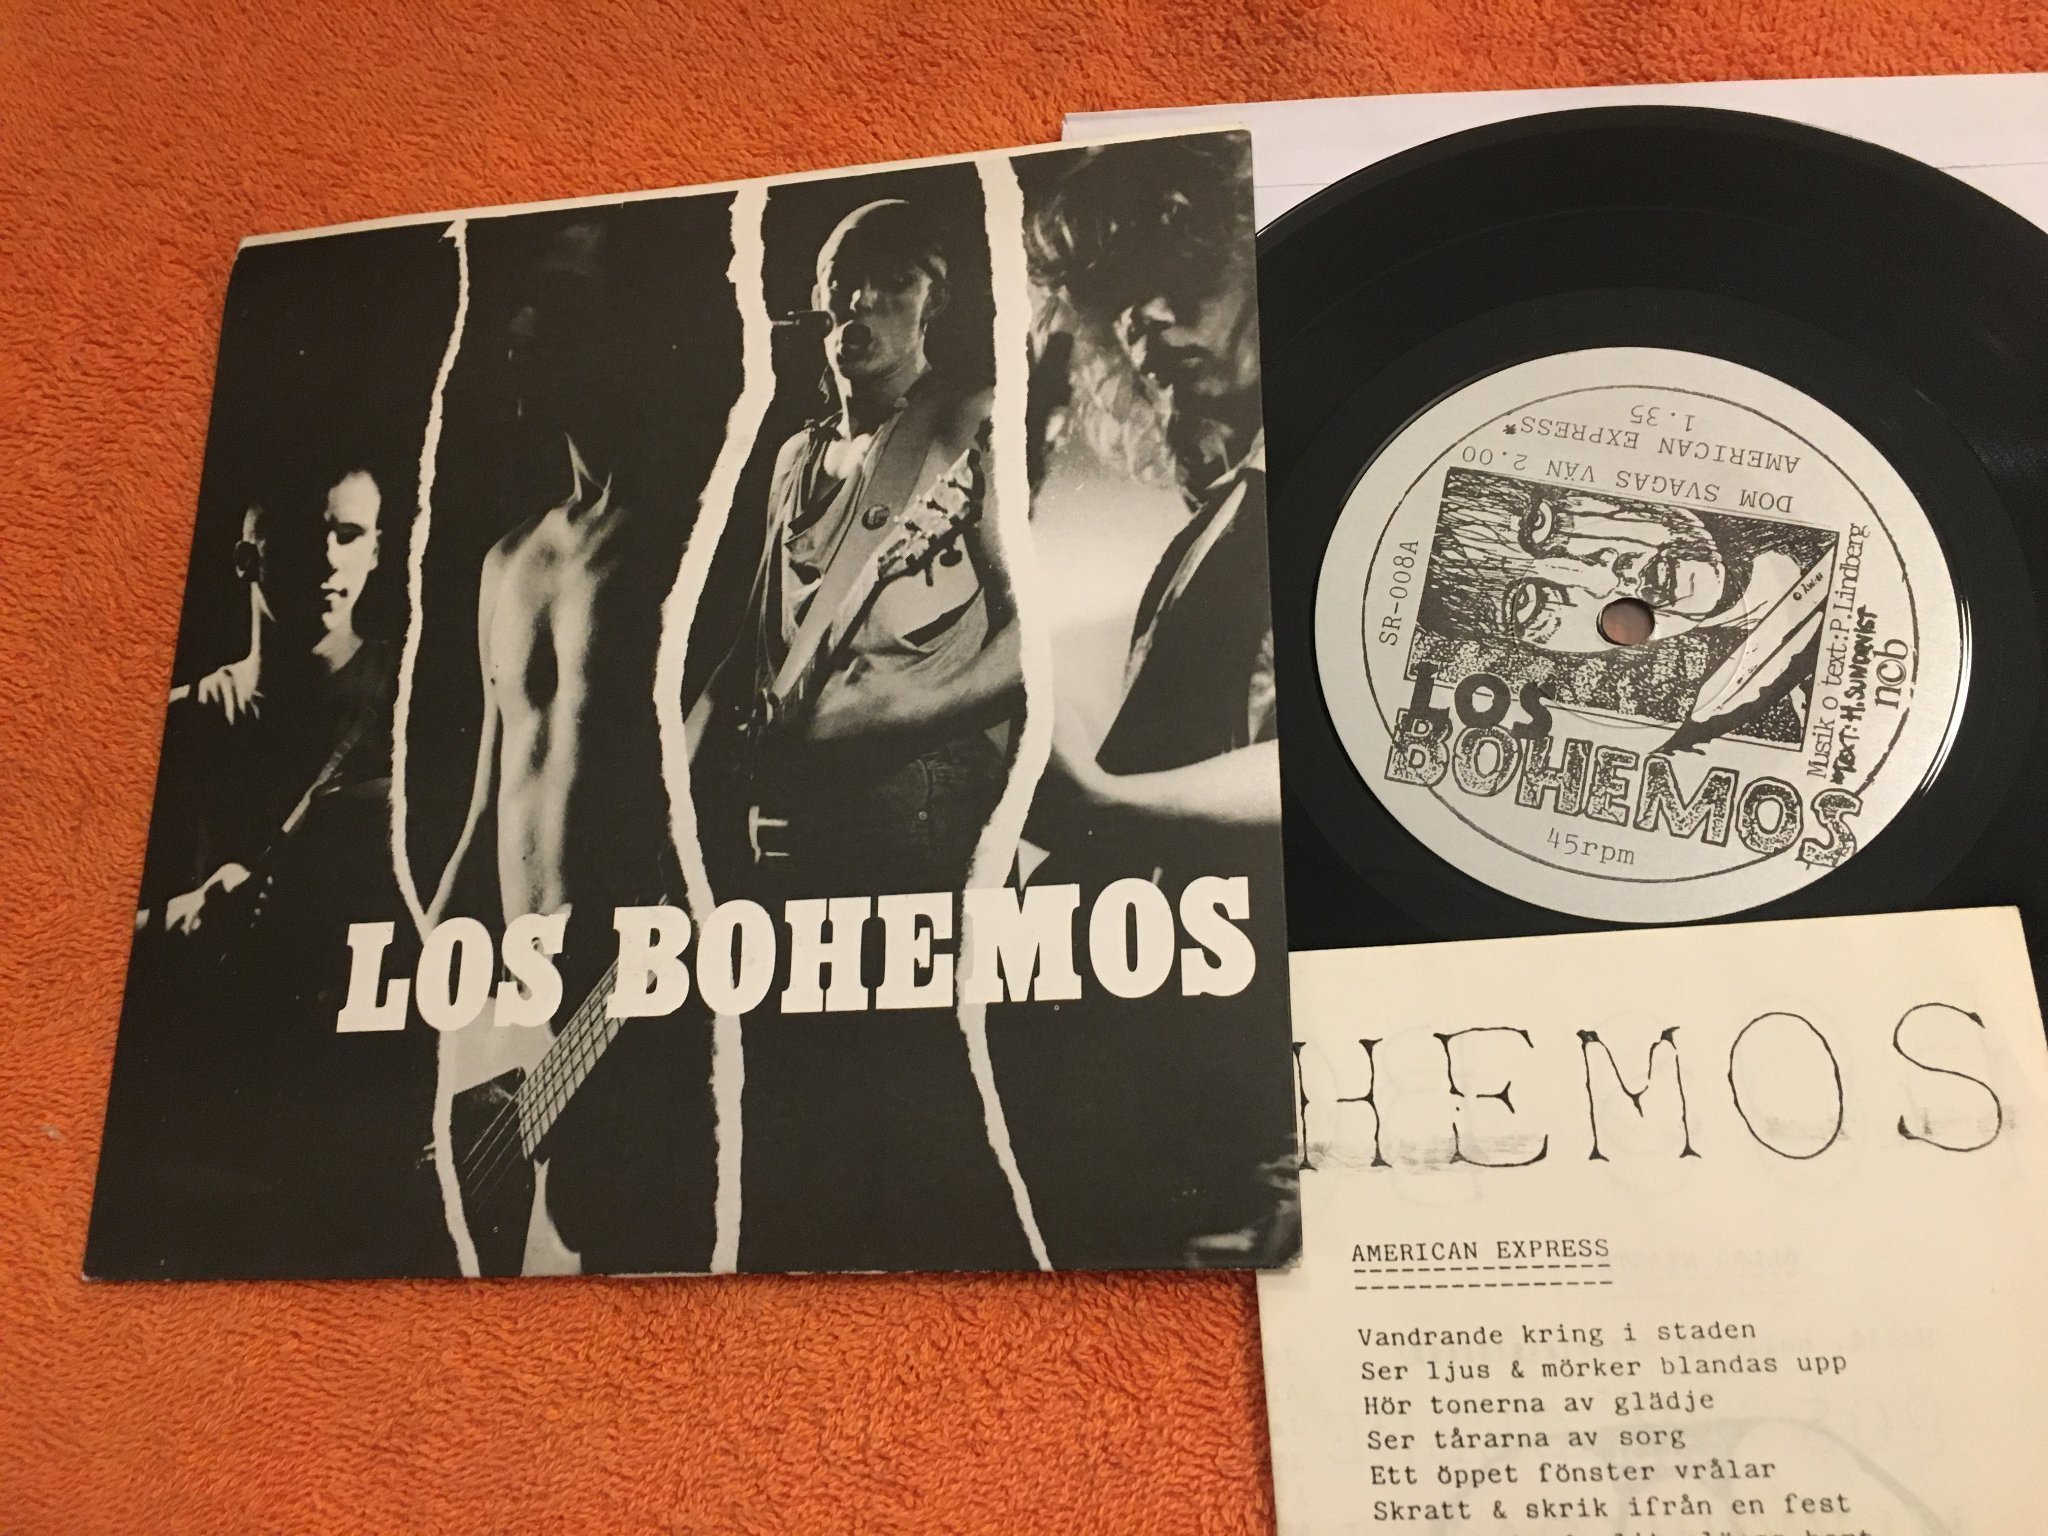 LOS BOHEMOS
DOM SVAGAS VÄN 2.00
AMERICAN EXPRESS*
1.35
SR-008A
© ÅW-88
Musik o text:P.Lindberg
*TEXT:H.SUNDQVIST
ncb
LOS
BOHEMOS
45rpm
HEMOS
AMERICAN EXPRESS
Vandrande kring i staden
Ser ljus & mörker blandas upp
Hör tonerna av glädje
Ser tårarna av sorg
Ett öppet fönster vrålar
Skratt & skrik ifrån en fest